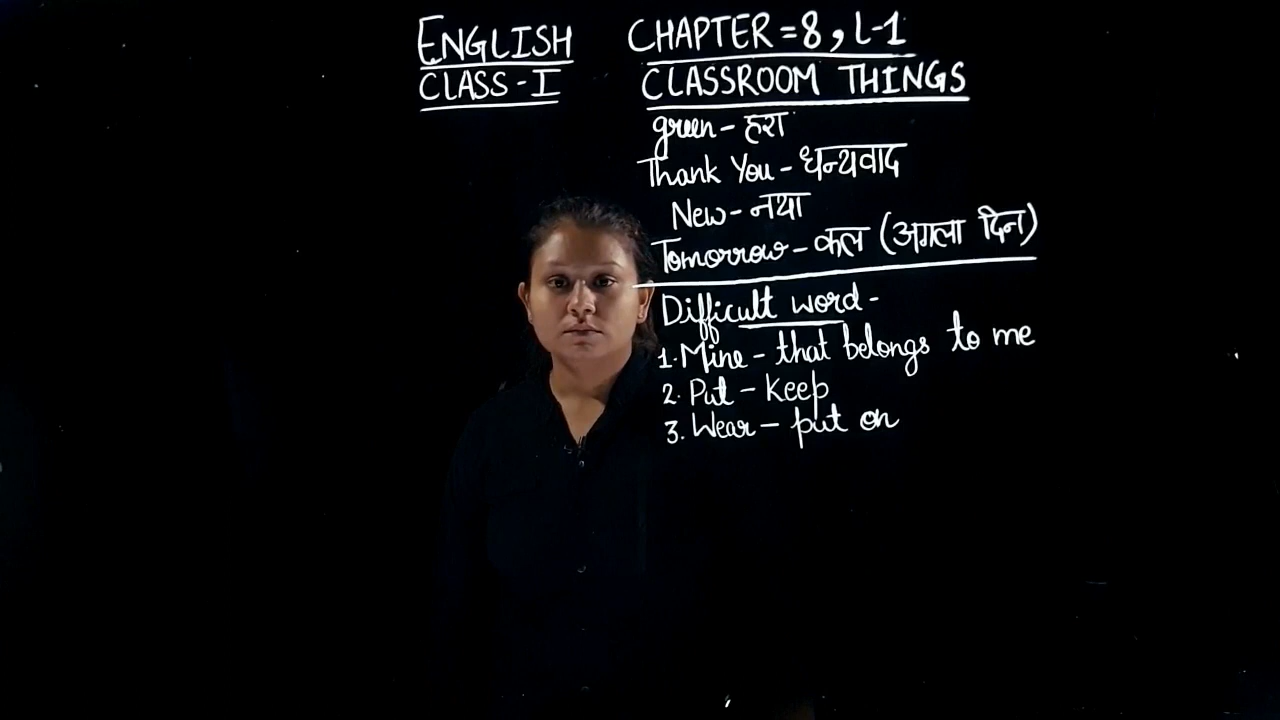 ENGLISH
CLASS-I
CHAPTER=8, L-1
CLASSROOM THINGS
green - हरा
Thank You - धन्यवाद
New - नया
Tomorrow - कल (अगला दिन)
Difficult word -
1. Mine - that belongs to me
2. Put - Keep
3. Wear - put on